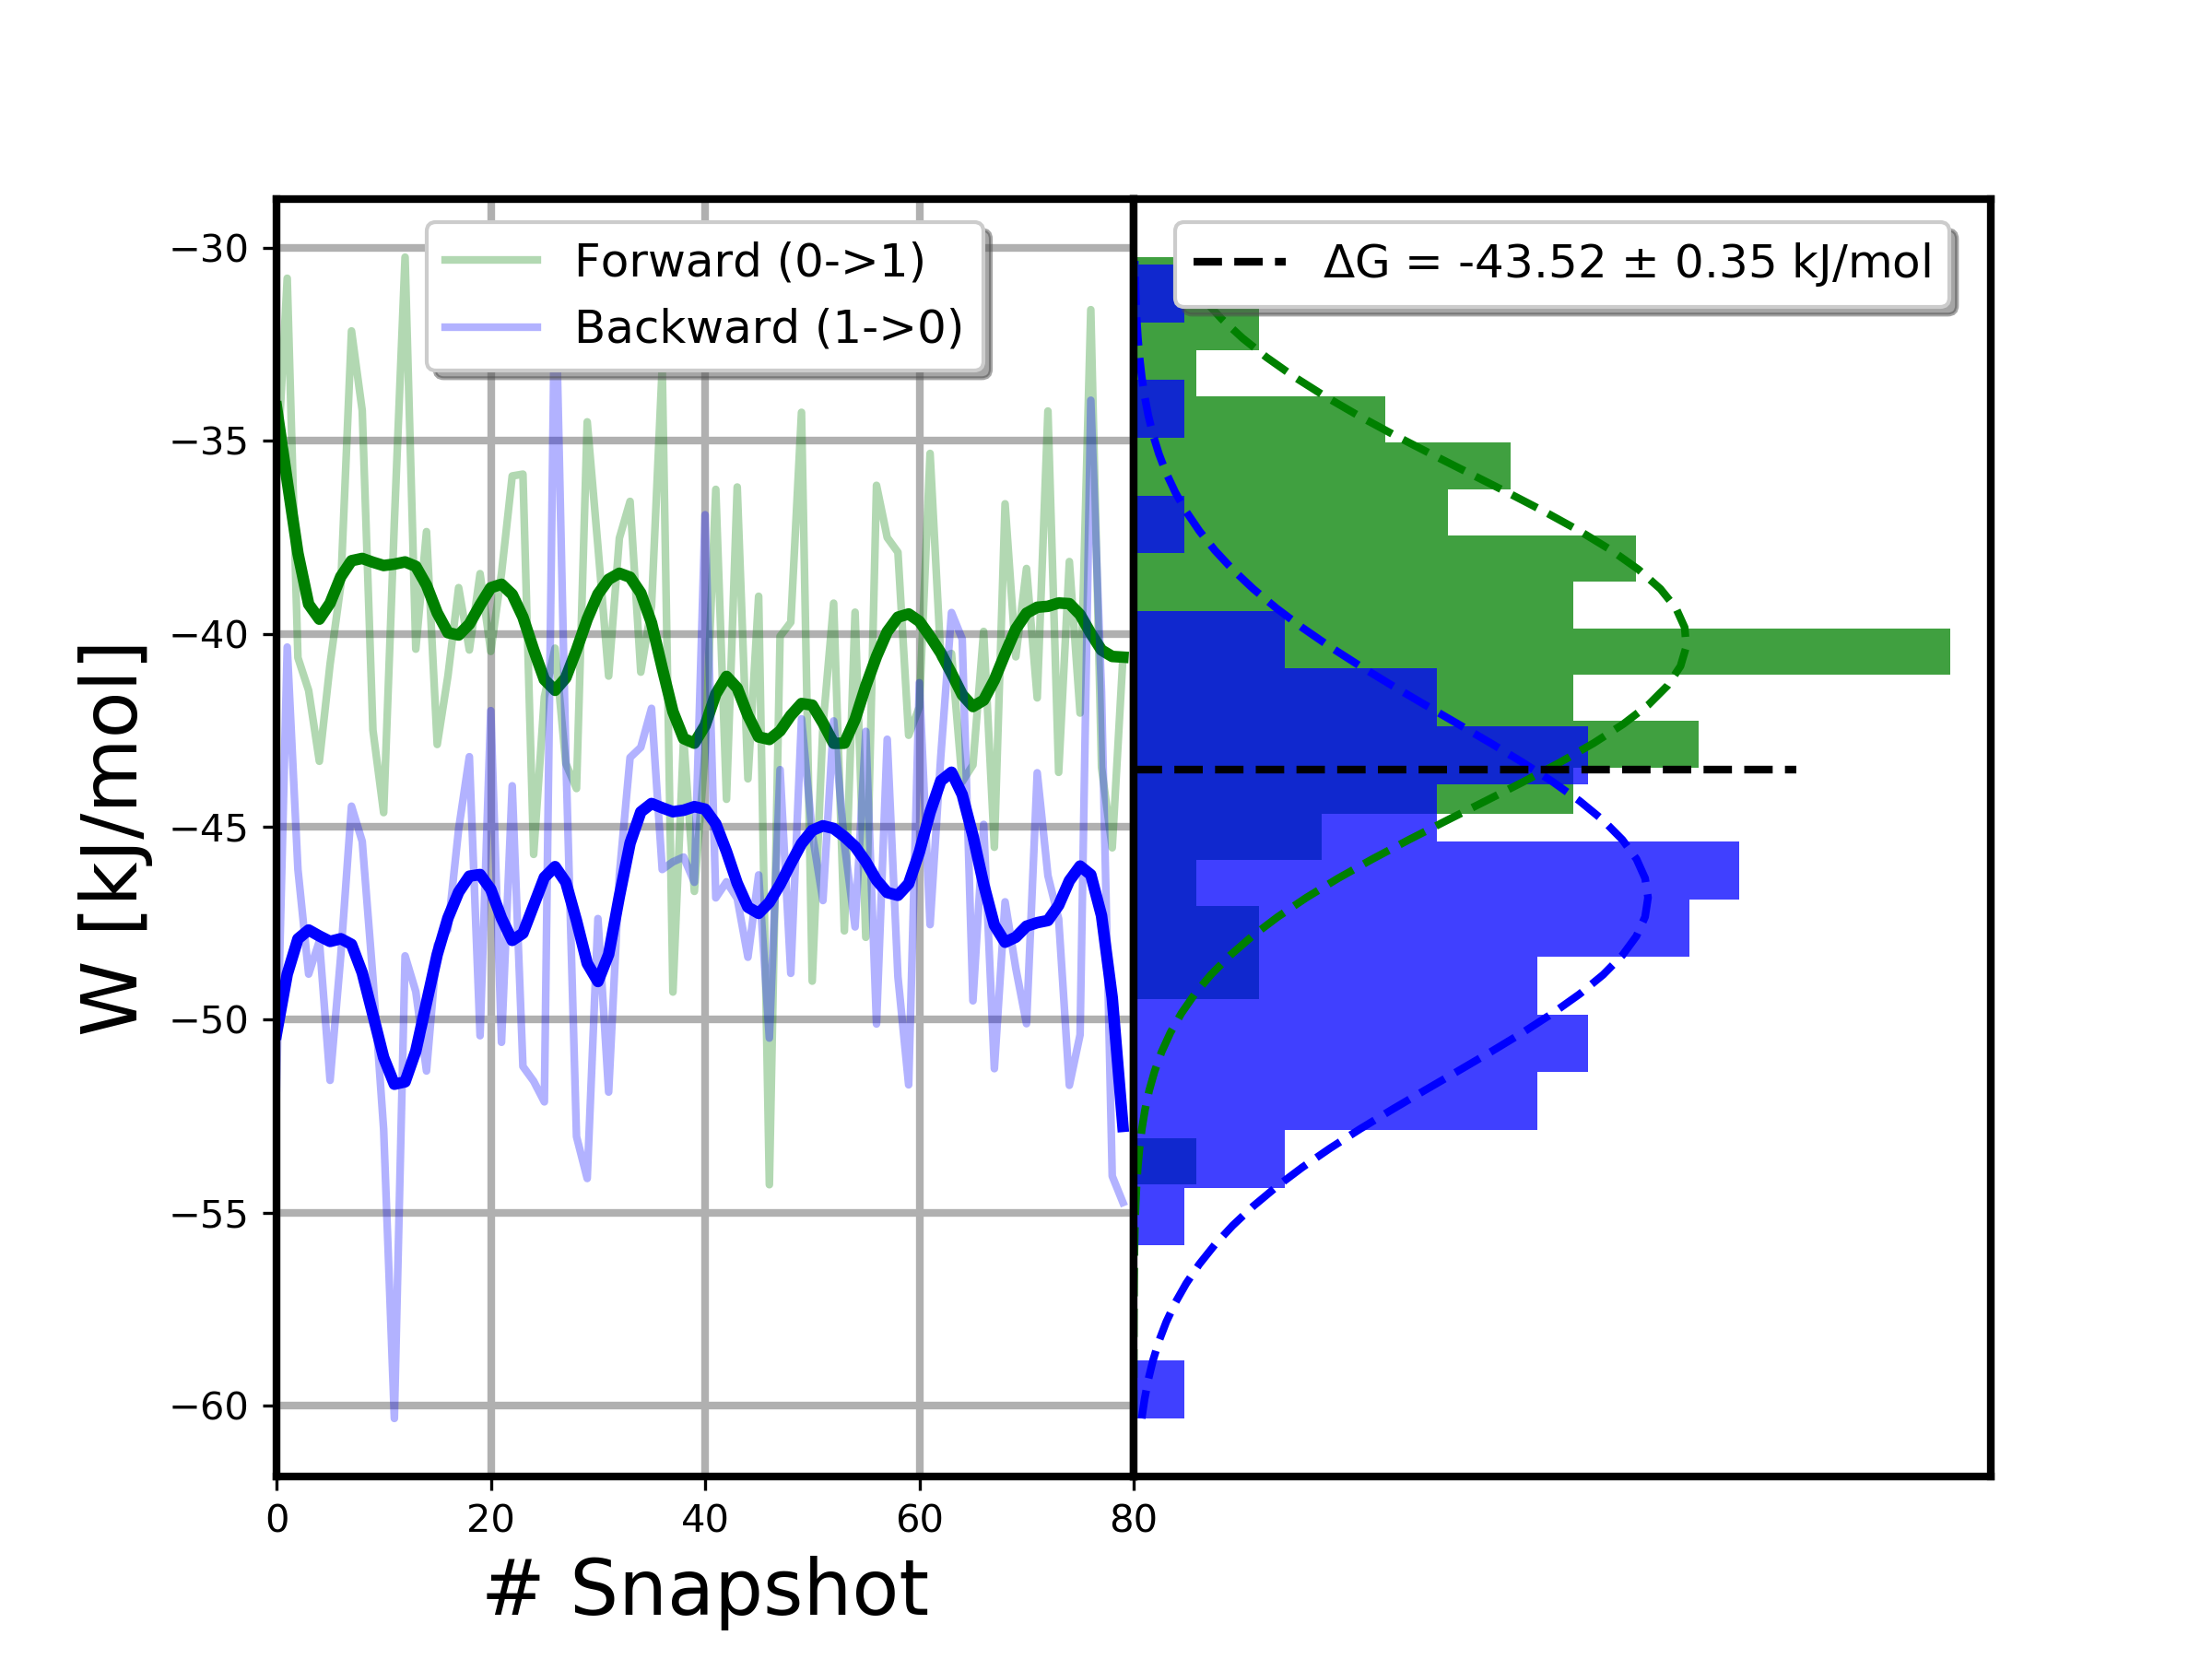 Forward (0->1)
Backward (1->0)
ΔG = -43.52 ± 0.35 kJ/mol
W [kJ/mol]
−30
−35
−40
−45
−50
−55
−60
0 20 40 60 80
# Snapshot